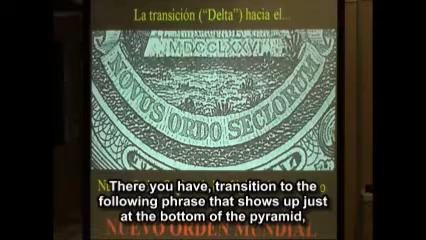 La transición ("Delta") hacia el...
MDCCLXXVI
NOVUS ORDO SECLORUM
There you have, transition to the
following phrase that shows up just
at the bottom of the pyramid,
NUEVO ORDEN MUNDIAL